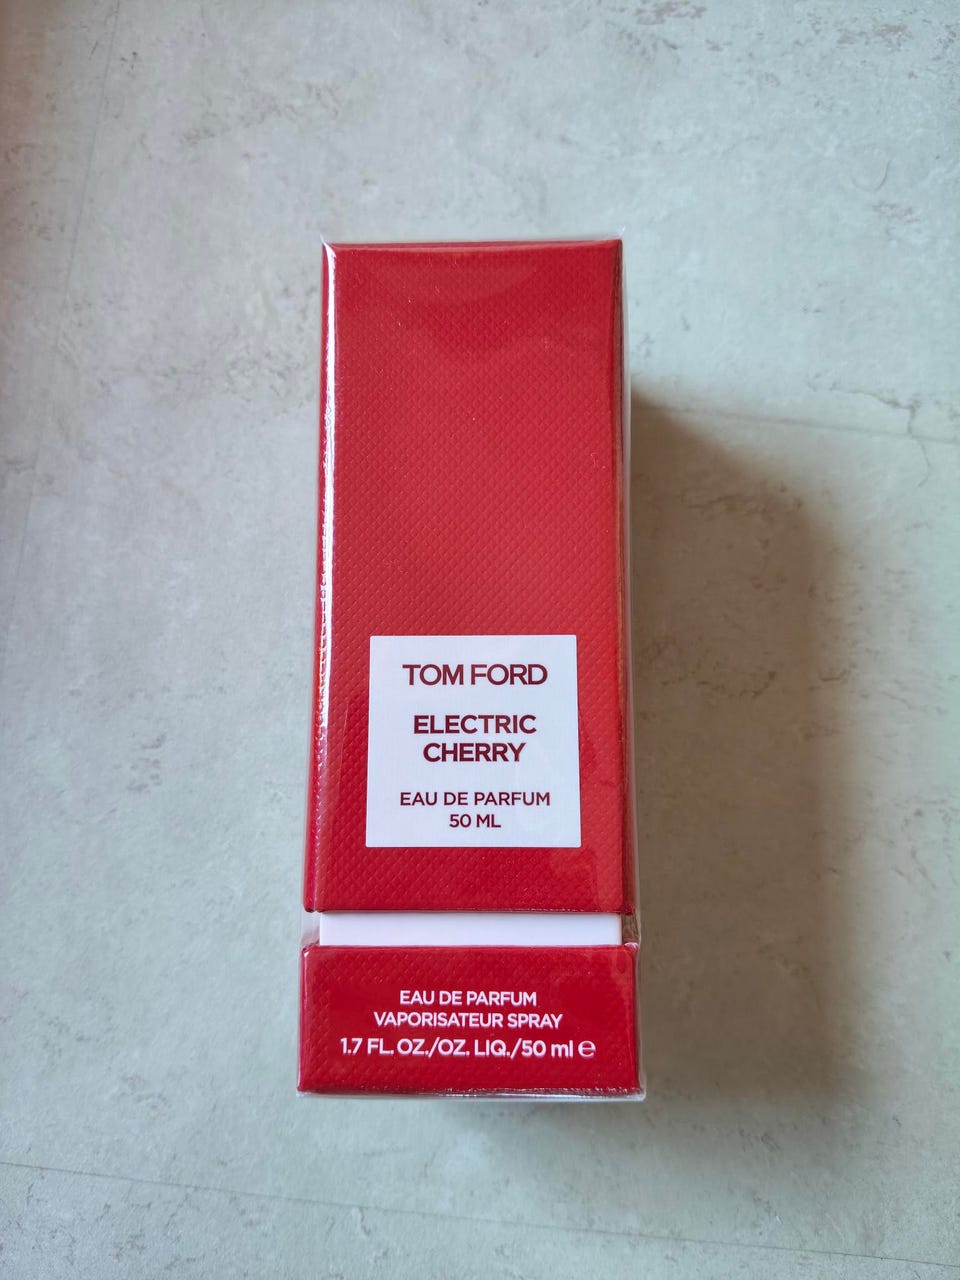 TOM FORD
ELECTRIC
CHERRY
EAU DE PARFUM
50 ML
EAU DE PARFUM
VAPORISATEUR SPRAY
1.7 FL. OZ./OZ. LIQ./50 ml ℮